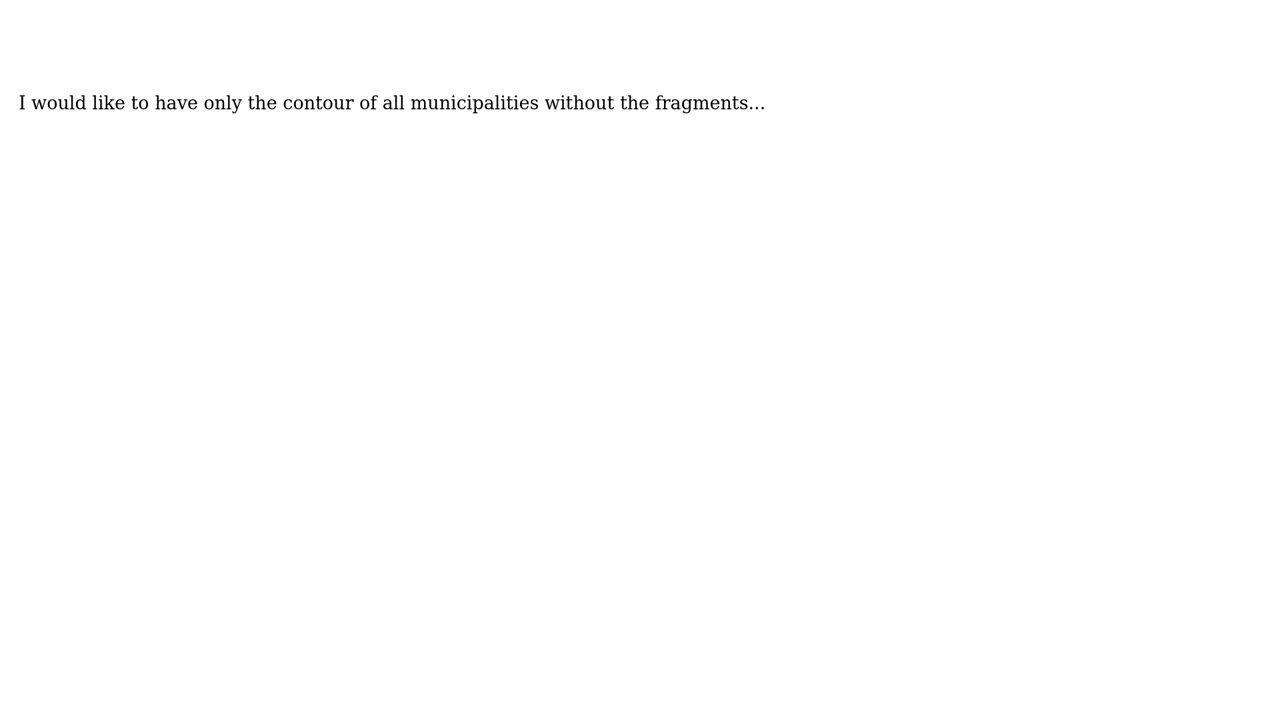 I would like to have only the contour of all municipalities without the fragments...